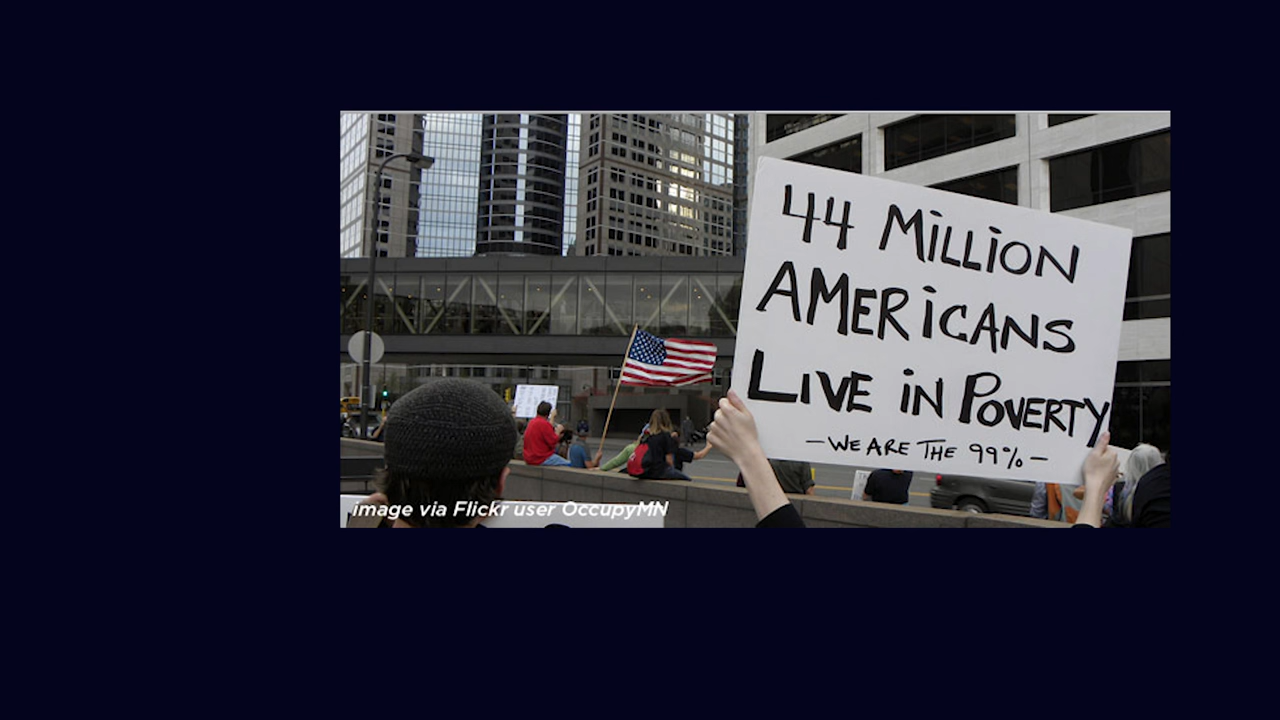 44 MiLLiON
AMERiCANS
LiVE iN POVERTY
—WE ARE THE 99%—
image via Flickr user OccupyMN